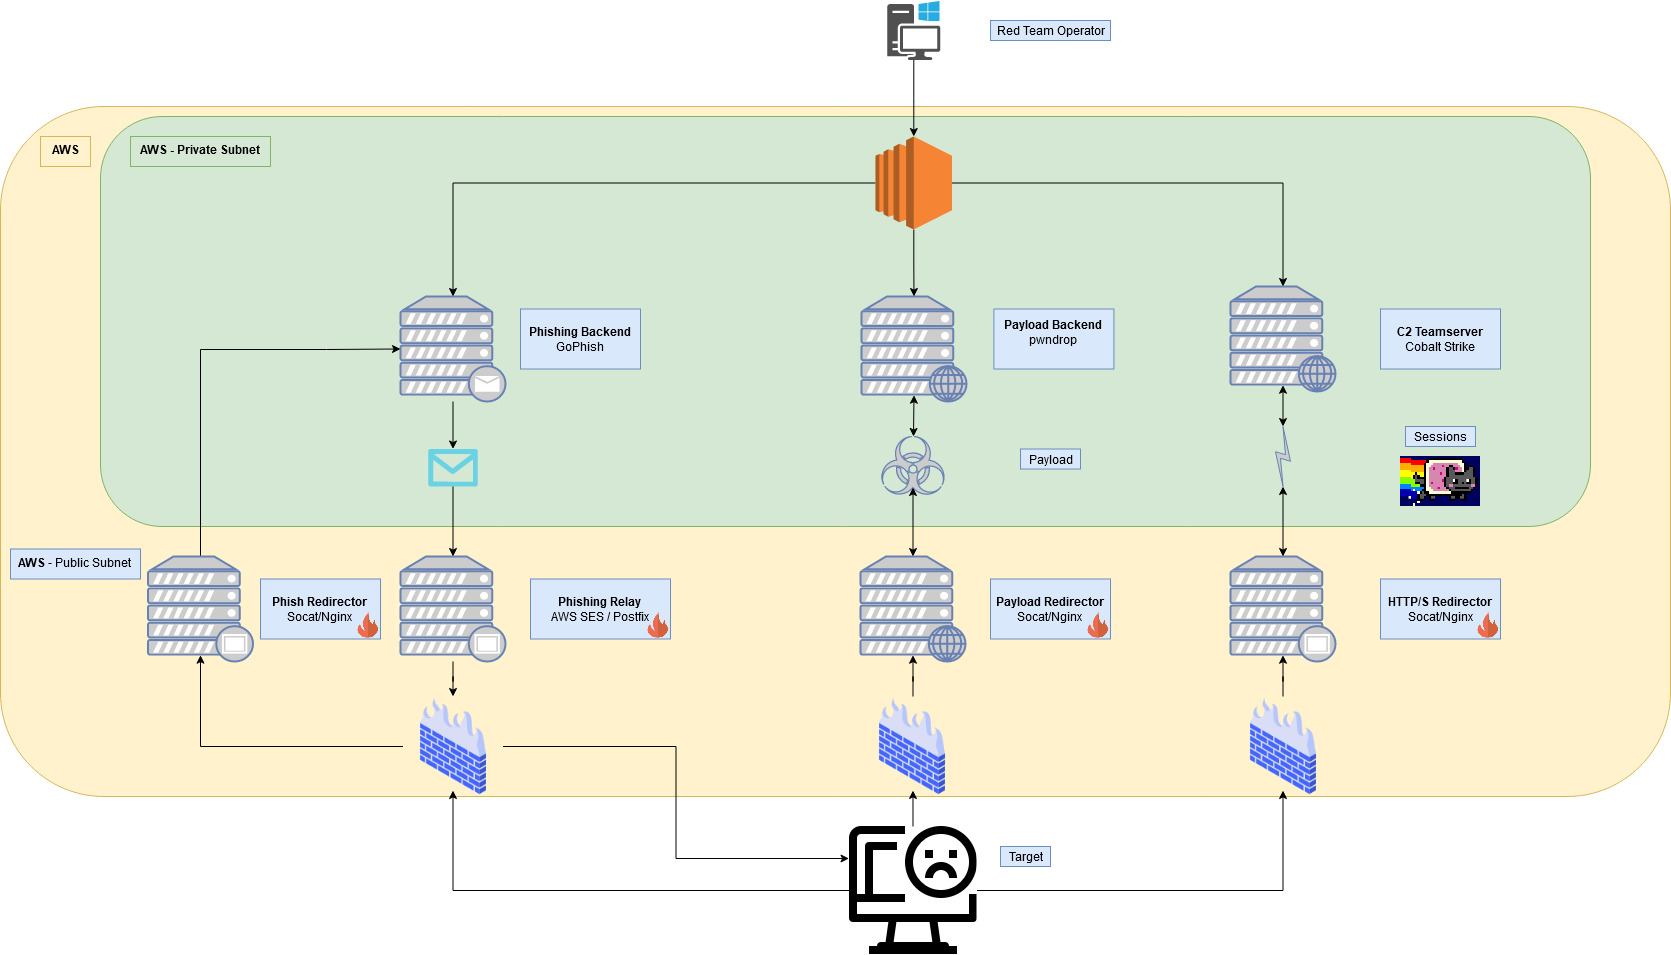 Red Team Operator
AWS
AWS - Private Subnet
Phishing Backend
GoPhish
Payload Backend
pwndrop
C2 Teamserver
Cobalt Strike
Sessions
Payload
AWS - Public Subnet
Phish Redirector
Socat/Nginx
Phishing Relay
AWS SES / Postfix
Payload Redirector
Socat/Nginx
HTTP/S Redirector
Socat/Nginx
Target